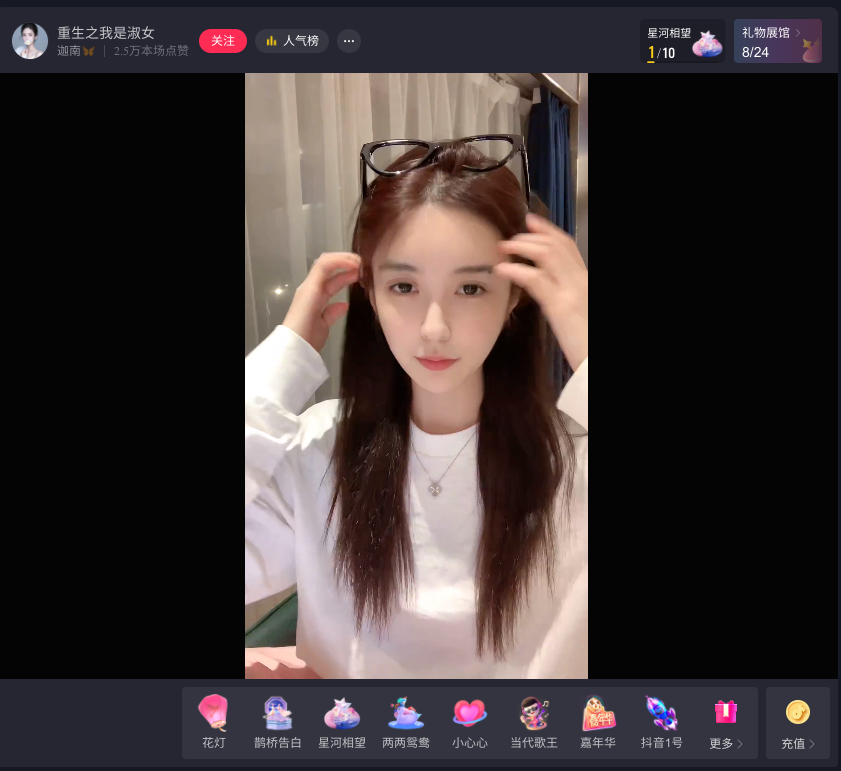 重生之我是淑女
迦南 2.5万本场点赞
关注
人气榜
星河相望
1/10
礼物展馆
8/24
花灯
鹊桥告白
星河相望
两两鸳鸯
小心心
当代歌王
嘉年华
嘉年华
抖音1号
更多
充值